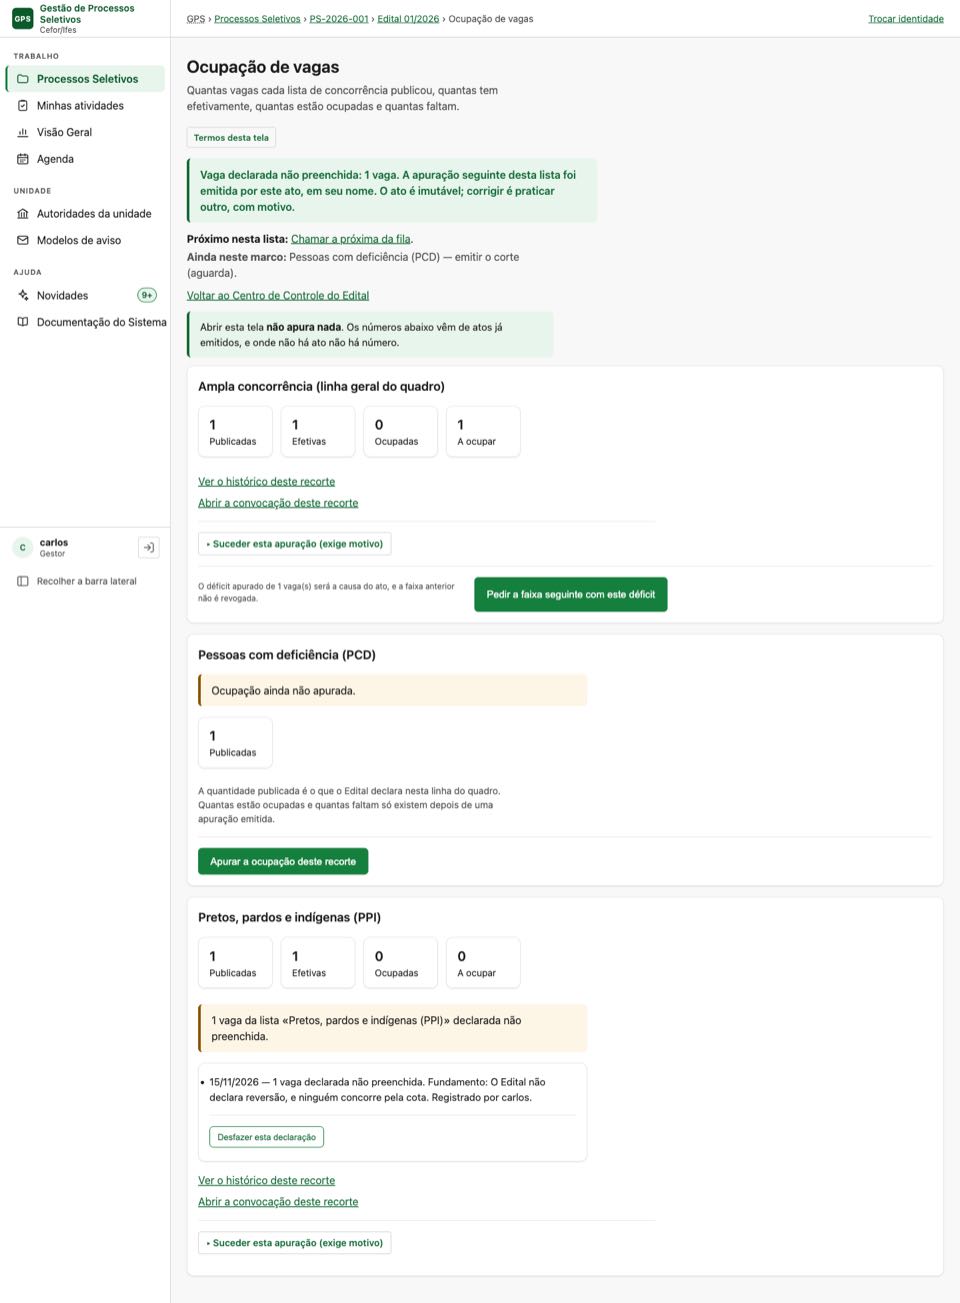 GPS
Gestão de Processos
Seletivos
Cefor/Ifes
GPS › Processos Seletivos › PS-2026-001 › Edital 01/2026 › Ocupação de vagas
Trocar identidade
TRABALHO
Processos Seletivos
Minhas atividades
Visão Geral
Agenda
UNIDADE
Autoridades da unidade
Modelos de aviso
AJUDA
Novidades 9+
Documentação do Sistema
C
carlos
Gestor
Recolher a barra lateral
Ocupação de vagas
Quantas vagas cada lista de concorrência publicou, quantas tem
efetivamente, quantas estão ocupadas e quantas faltam.
Termos desta tela
Vaga declarada não preenchida: 1 vaga. A apuração seguinte desta lista foi
emitida por este ato, em seu nome. O ato é imutável; corrigir é praticar
outro, com motivo.
Próximo nesta lista: Chamar a próxima da fila.
Ainda neste marco: Pessoas com deficiência (PCD) — emitir o corte
(aguarda).
Voltar ao Centro de Controle do Edital
Abrir esta tela não apura nada. Os números abaixo vêm de atos já
emitidos, e onde não há ato não há número.
Ampla concorrência (linha geral do quadro)
1 1 0 1
Publicadas Efetivas Ocupadas A ocupar
Ver o histórico deste recorte
Abrir a convocação deste recorte
▸ Suceder esta apuração (exige motivo)
O déficit apurado de 1 vaga(s) será a causa do ato, e a faixa anterior
não é revogada.
Pedir a faixa seguinte com este déficit
Pessoas com deficiência (PCD)
Ocupação ainda não apurada.
1
Publicadas
A quantidade publicada é o que o Edital declara nesta linha do quadro.
Quantas estão ocupadas e quantas faltam só existem depois de uma
apuração emitida.
Apurar a ocupação deste recorte
Pretos, pardos e indígenas (PPI)
1 1 0 0
Publicadas Efetivas Ocupadas A ocupar
1 vaga da lista «Pretos, pardos e indígenas (PPI)» declarada não
preenchida.
• 15/11/2026 — 1 vaga declarada não preenchida. Fundamento: O Edital não
declara reversão, e ninguém concorre pela cota. Registrado por carlos.
Desfazer esta declaração
Ver o histórico deste recorte
Abrir a convocação deste recorte
▸ Suceder esta apuração (exige motivo)